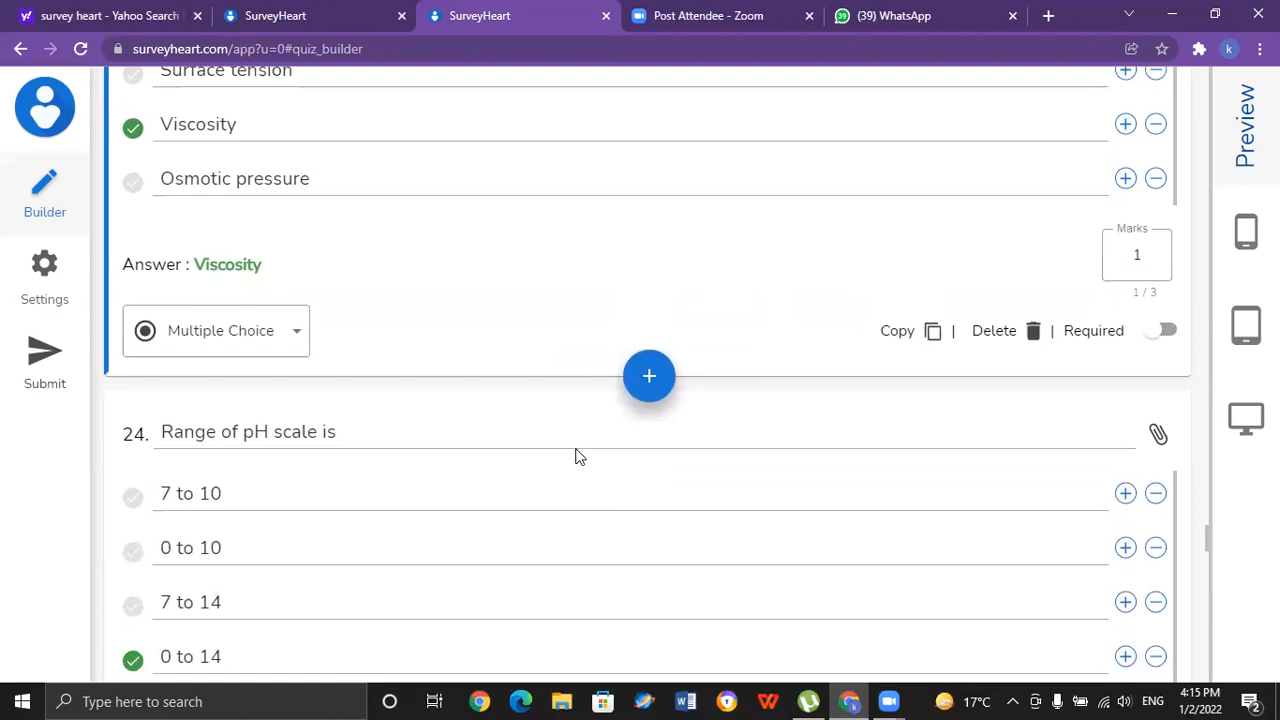 survey heart - Yahoo Search
SurveyHeart
SurveyHeart
Post Attendee - Zoom
(39) WhatsApp
surveyheart.com/app?u=0#quiz_builder
k
Surface tension
Viscosity
Osmotic pressure
Answer : Viscosity
Marks
1
1 / 3
Multiple Choice
Copy | Delete | Required
24. Range of pH scale is
7 to 10
0 to 10
7 to 14
0 to 14
Builder
Settings
Submit
Preview
Type here to search
17°C
ENG
4:15 PM
1/2/2022
2